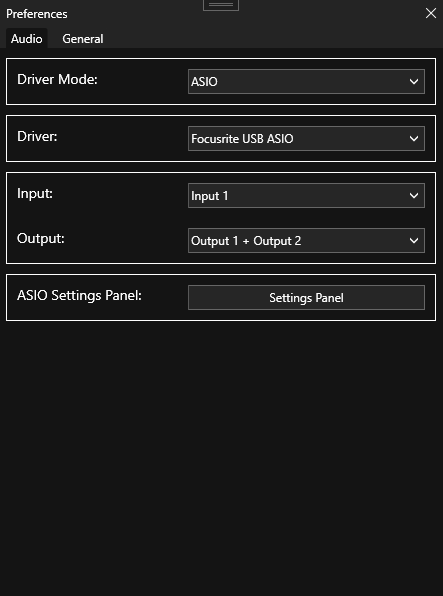 Preferences
Audio General
Driver Mode: ASIO
Driver: Focusrite USB ASIO
Input: Input 1
Output: Output 1 + Output 2
ASIO Settings Panel: Settings Panel